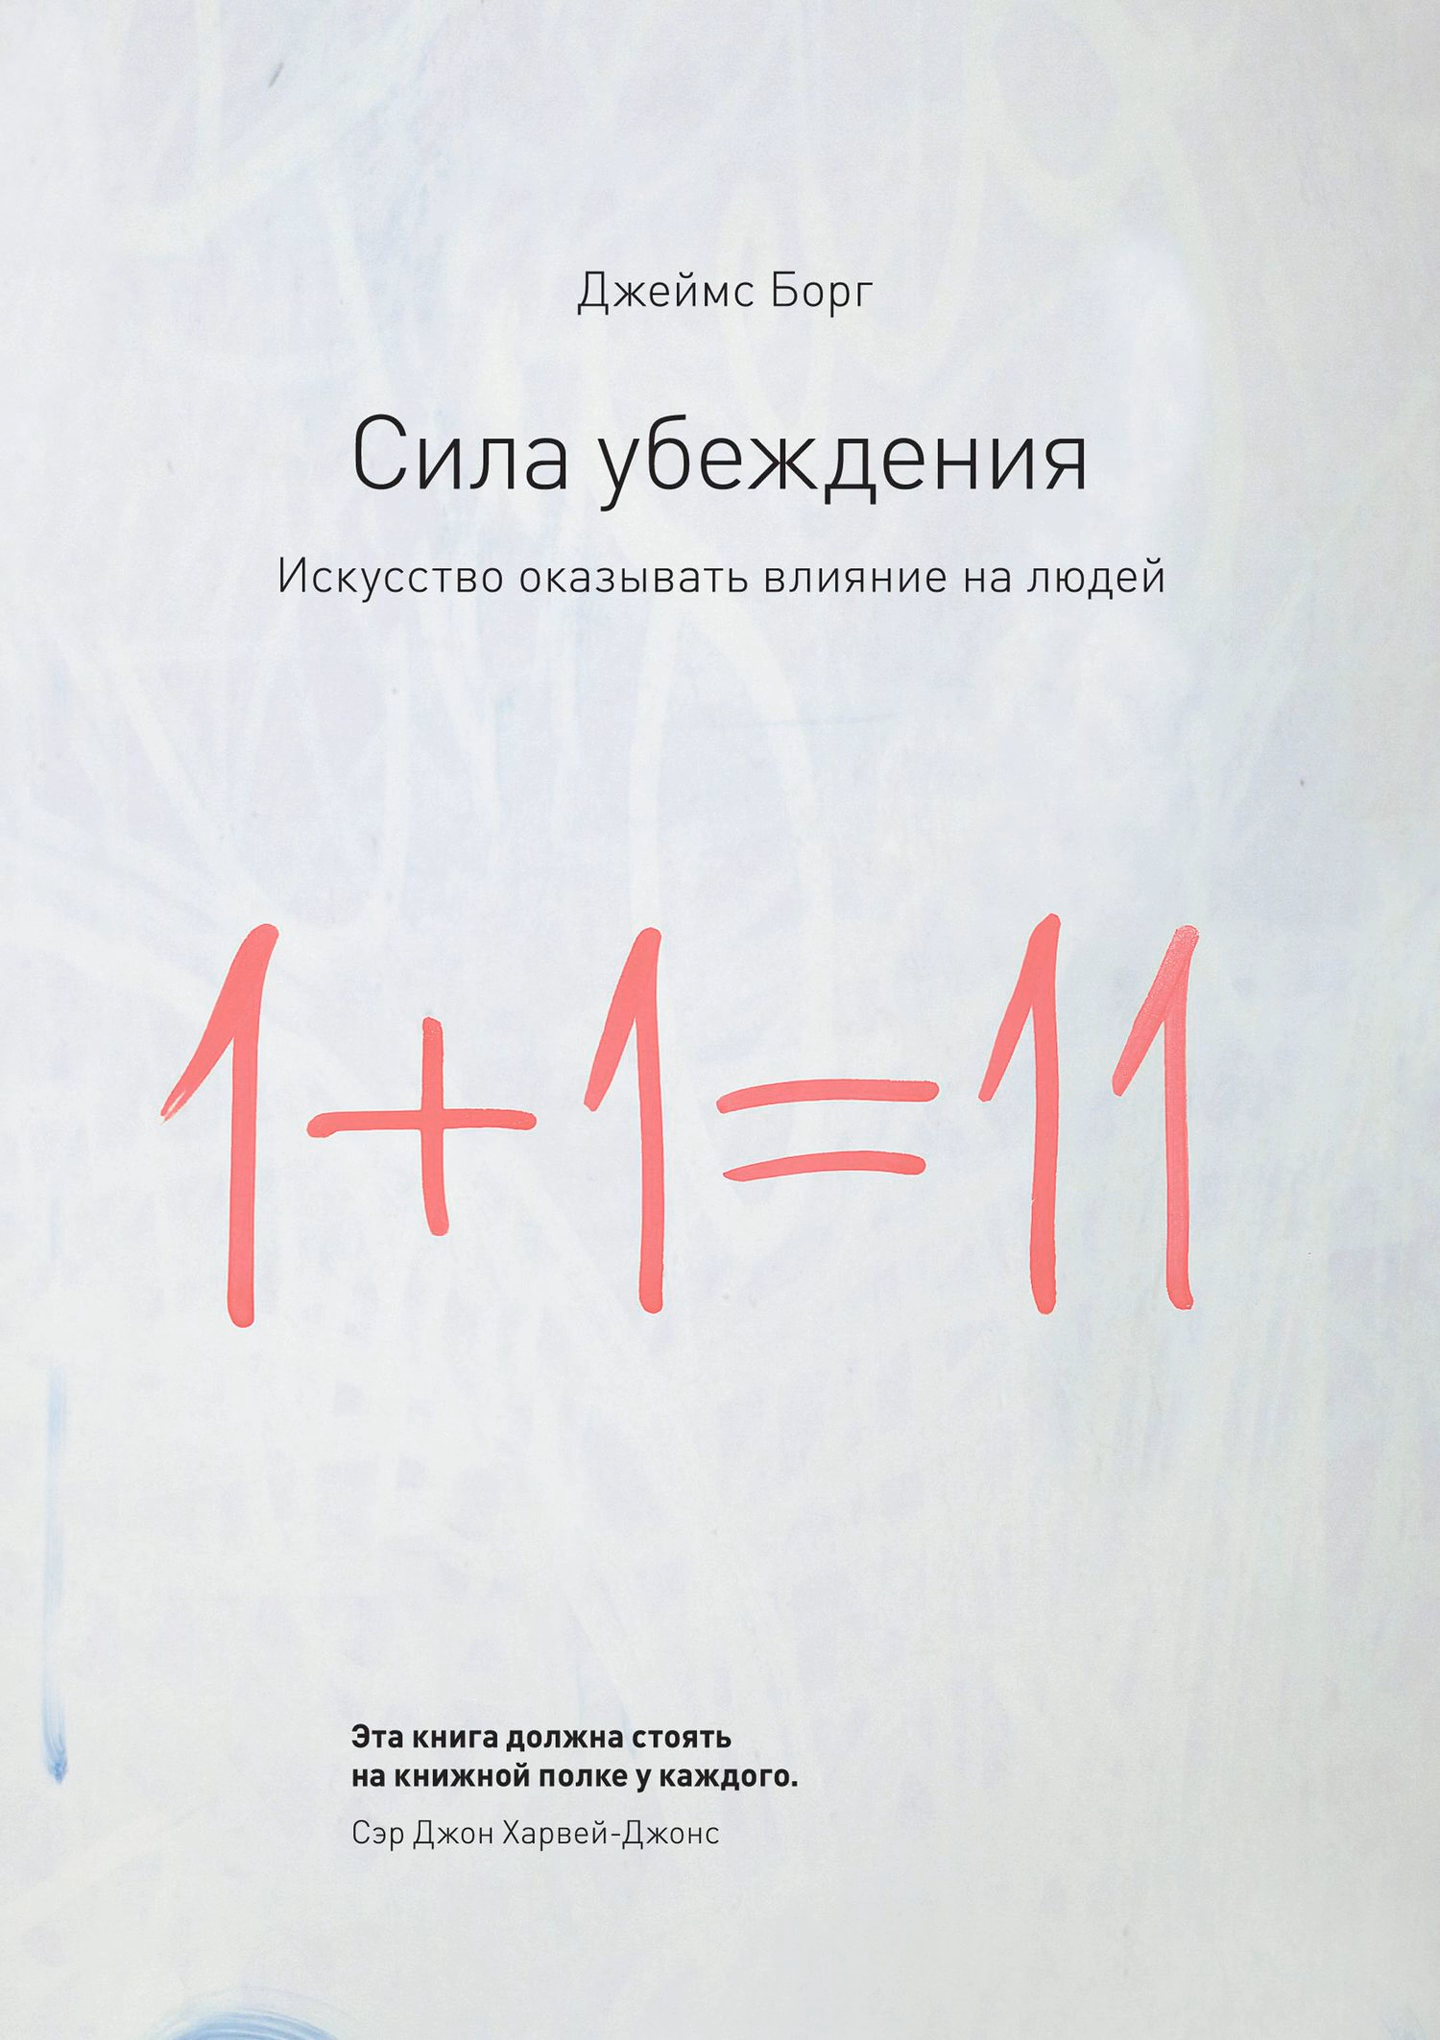 Джеймс Борг
Сила убеждения
Искусство оказывать влияние на людей
1+1=11
Эта книга должна стоять
на книжной полке у каждого.
Сэр Джон Харвей-Джонс